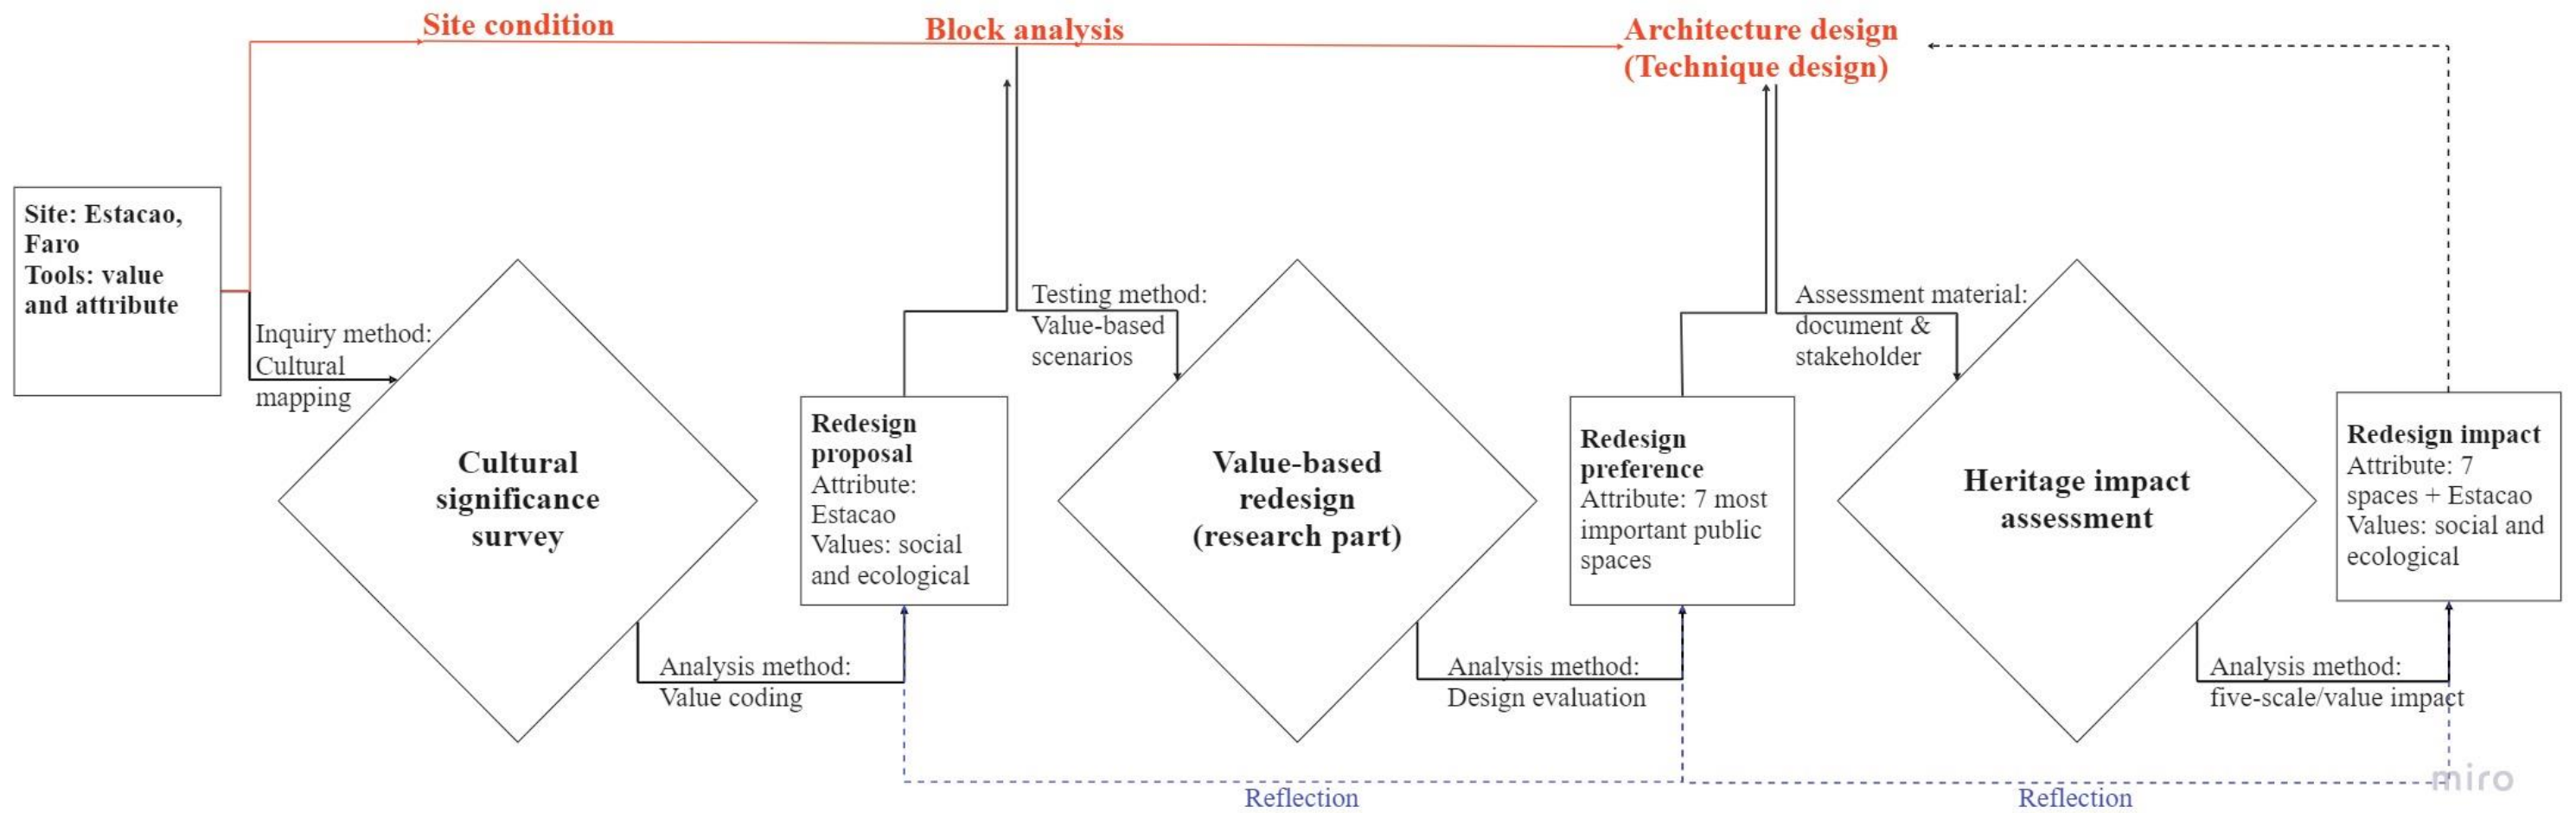 Site condition
Block analysis
Architecture design
(Technique design)
Site: Estacao,
Faro
Tools: value
and attribute
Inquiry method:
Cultural
mapping
Cultural
significance
survey
Analysis method:
Value coding
Redesign
proposal
Attribute:
Estacao
Values: social
and ecological
Testing method:
Value-based
scenarios
Value-based
redesign
(research part)
Analysis method:
Design evaluation
Redesign
preference
Attribute: 7 most
important public
spaces
Assessment material:
document &
stakeholder
Heritage impact
assessment
Analysis method:
five-scale/value impact
Redesign impact
Attribute: 7
spaces + Estacao
Values: social and
ecological
Reflection
Reflection
miro